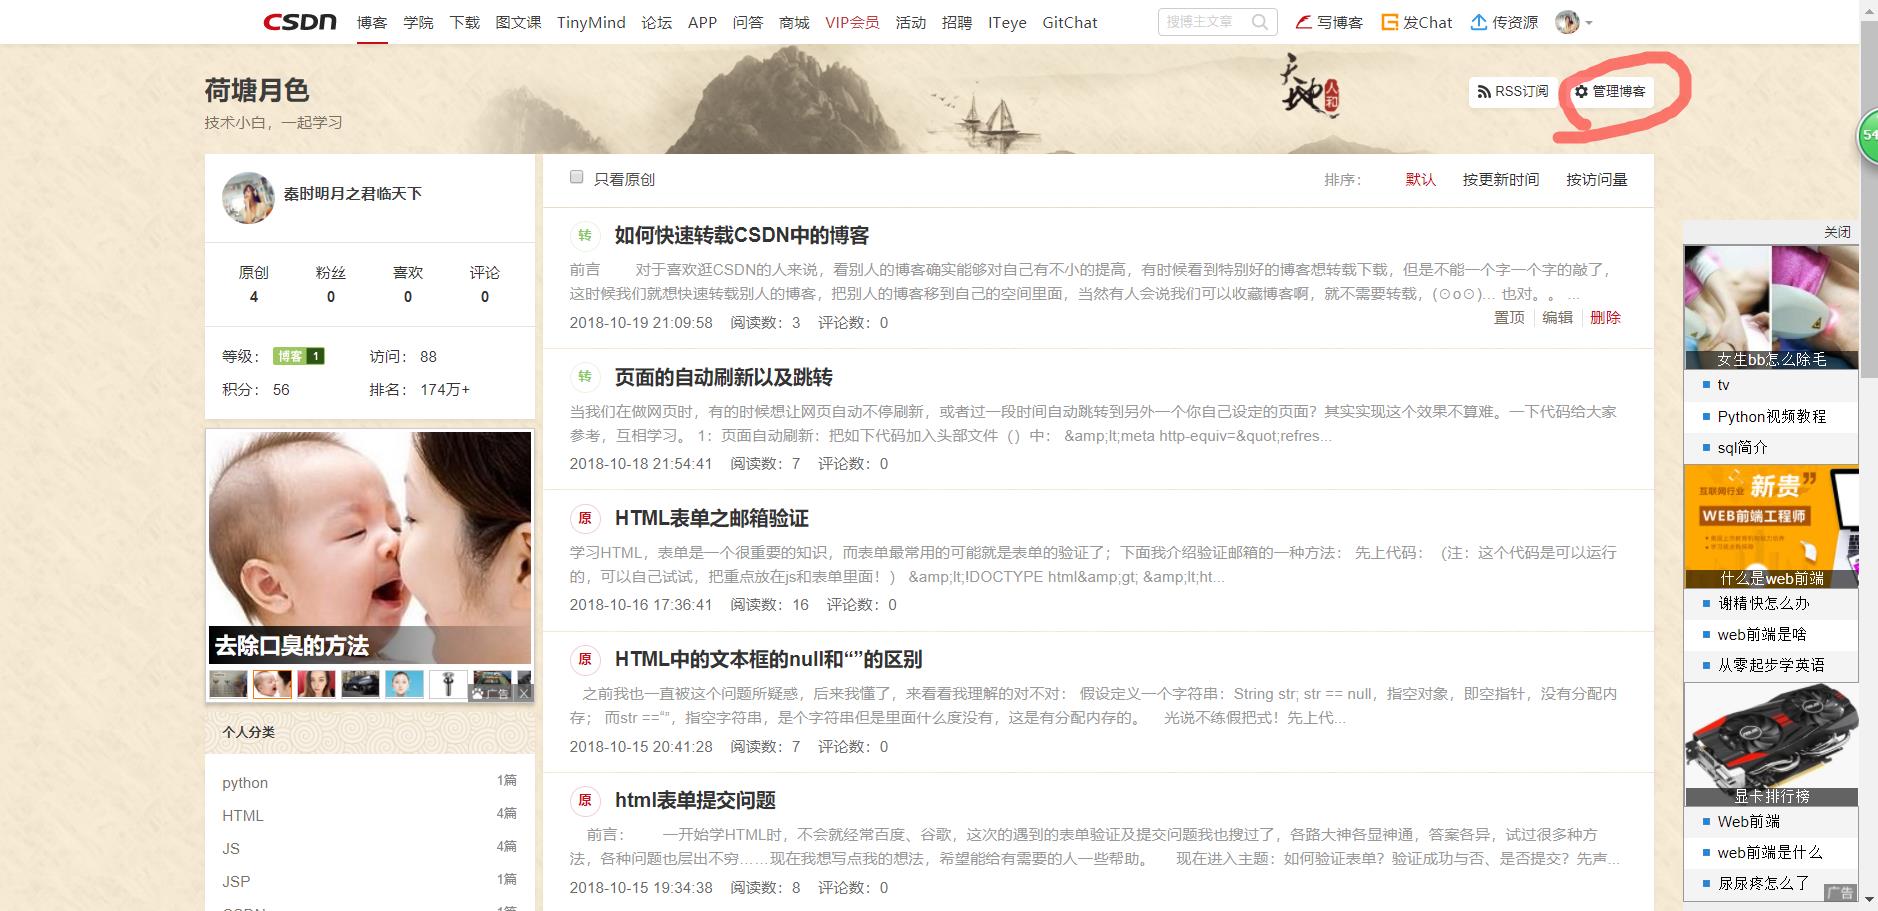 CSDN 博客 学院 下载 图文课 TinyMind 论坛 APP 问答 商城 VIP会员 活动 招聘 ITeye GitChat 搜博主文章 写博客 发Chat 传资源
荷塘月色
技术小白，一起学习
天地人和
RSS订阅 管理博客
54
秦时明月之君临天下
原创 粉丝 喜欢 评论
4 0 0 0
等级： 博客 1 访问： 88
积分： 56 排名： 174万+
去除口臭的方法
广告 X
个人分类
python 1篇
HTML 4篇
JS 4篇
JSP 1篇
CSDN 1篇
只看原创 排序： 默认 按更新时间 按访问量
转 如何快速转载CSDN中的博客
前言 对于喜欢逛CSDN的人来说，看别人的博客确实能够对自己有不小的提高，有时候看到特别好的博客想转载下载，但是不能一个字一个字的敲了，
这时候我们就想快速转载别人的博客，把别人的博客移到自己的空间里面，当然有人会说我们可以收藏博客啊，就不需要转载，(⊙o⊙)... 也对。。 ...
2018-10-19 21:09:58 阅读数：3 评论数：0 置顶 编辑 删除
转 页面的自动刷新以及跳转
当我们在做网页时，有的时候想让网页自动不停刷新，或者过一段时间自动跳转到另外一个你自己设定的页面？其实实现这个效果不算难。一下代码给大家
参考，互相学习。 1：页面自动刷新：把如下代码加入头部文件（）中： &amp;lt;meta http-equiv=&quot;refres...
2018-10-18 21:54:41 阅读数：7 评论数：0
原 HTML表单之邮箱验证
学习HTML，表单是一个很重要的知识，而表单最常用的可能就是表单的验证了；下面我介绍验证邮箱的一种方法： 先上代码： （注：这个代码是可以运行
的，可以自己试试，把重点放在js和表单里面！） &amp;lt;!DOCTYPE html&amp;gt; &amp;lt;ht...
2018-10-16 17:36:41 阅读数：16 评论数：0
原 HTML中的文本框的null和“”的区别
之前我也一直被这个问题所疑惑，后来我懂了，来看看我理解的对不对： 假设定义一个字符串：String str; str == null，指空对象，即空指针，没有分配内
存； 而str ==“”，指空字符串，是个字符串但是里面什么度没有，这是有分配内存的。 光说不练假把式！先上代...
2018-10-15 20:41:28 阅读数：7 评论数：0
原 html表单提交问题
前言： 一开始学HTML时，不会就经常百度、谷歌，这次的遇到的表单验证及提交问题我也搜过了，各路大神各显神通，答案各异，试过很多种方
法，各种问题也层出不穷……现在我想写点我的想法，希望能给有需要的人一些帮助。 现在进入主题：如何验证表单？验证成功与否、是否提交？先声...
2018-10-15 19:34:38 阅读数：8 评论数：0
关闭
女生bb怎么除毛
tv
Python视频教程
sql简介
互联网行业 新贵”
WEB前端工程师
什么是web前端
谢精快怎么办
web前端是啥
从零起步学英语
显卡排行榜
Web前端
web前端是什么
尿尿疼怎么了
广告